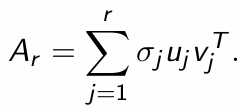 $A_r = \sum_{j=1}^{r} \sigma_j u_j v_j^T.$